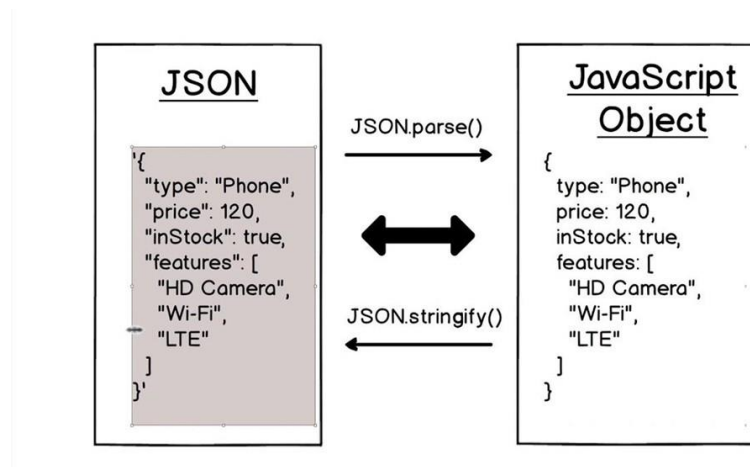 JSON
'{
"type": "Phone",
"price": 120,
"inStock": true,
"features": [
"HD Camera",
"Wi-Fi",
"LTE"
]
}'
JSON.parse()
JSON.stringify()
JavaScript
Object
{
type: "Phone",
price: 120,
inStock: true,
features: [
"HD Camera",
"Wi-Fi",
"LTE"
]
}